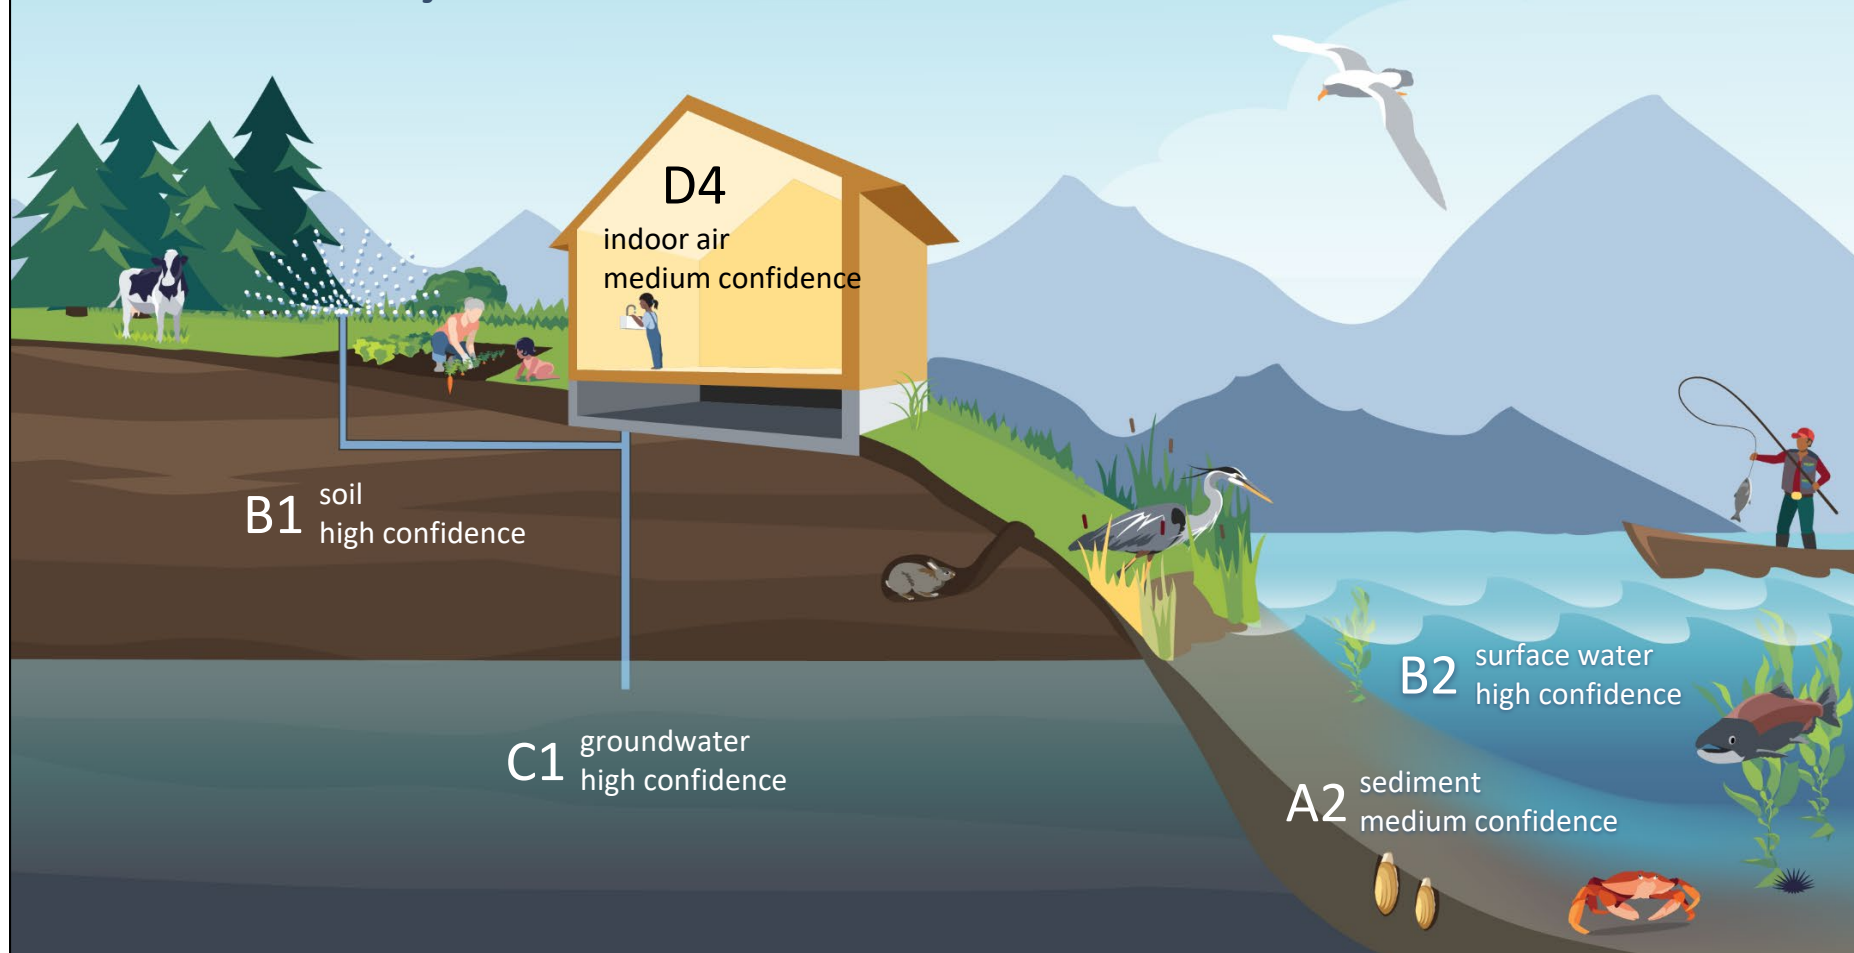 D4
indoor air
medium confidence
B1
soil
high confidence
B2
surface water
high confidence
C1
groundwater
high confidence
A2
sediment
medium confidence